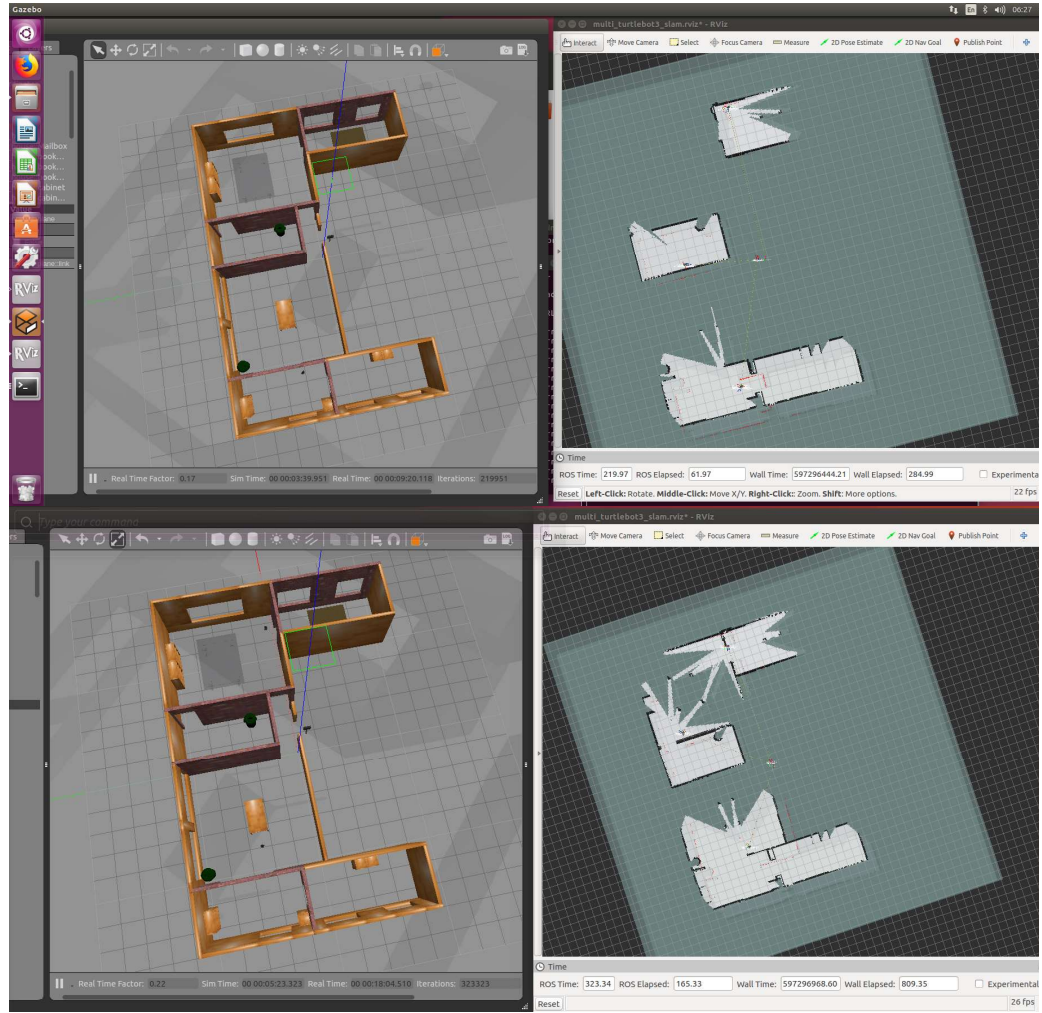 Gazebo
En
06:27
multi_turtlebot3_slam.rviz* - RViz
Interact Move Camera Select Focus Camera Measure 2D Pose Estimate 2D Nav Goal Publish Point
RViz
RViz
Real Time Factor: 0.17 Sim Time: 00 00:03:39.951 Real Time: 00 00:09:20.118 Iterations: 219951
Time
ROS Time: 219.97 ROS Elapsed: 61.97 Wall Time: 597296444.21 Wall Elapsed: 284.99 Experimental
Reset Left-Click: Rotate. Middle-Click: Move X/Y. Right-Click:: Zoom. Shift: More options. 22 fps
Type your command
multi_turtlebot3_slam.rviz* - RViz
Interact Move Camera Select Focus Camera Measure 2D Pose Estimate 2D Nav Goal Publish Point
Real Time Factor: 0.22 Sim Time: 00 00:05:23.323 Real Time: 00 00:18:04.510 Iterations: 323323
Time
ROS Time: 323.34 ROS Elapsed: 165.33 Wall Time: 597296968.60 Wall Elapsed: 809.35 Experimental
Reset 26 fps